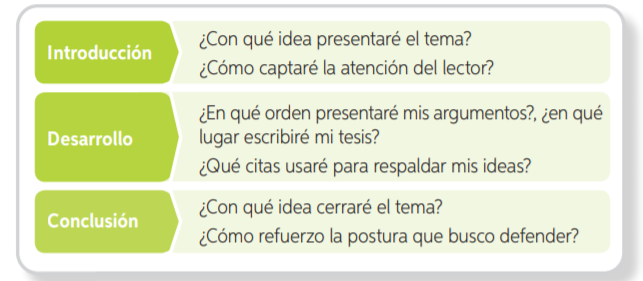 Introducción
¿Con qué idea presentaré el tema?
¿Cómo captaré la atención del lector?
Desarrollo
¿En qué orden presentaré mis argumentos?, ¿en qué
lugar escribiré mi tesis?
¿Qué citas usaré para respaldar mis ideas?
Conclusión
¿Con qué idea cerraré el tema?
¿Cómo refuerzo la postura que busco defender?